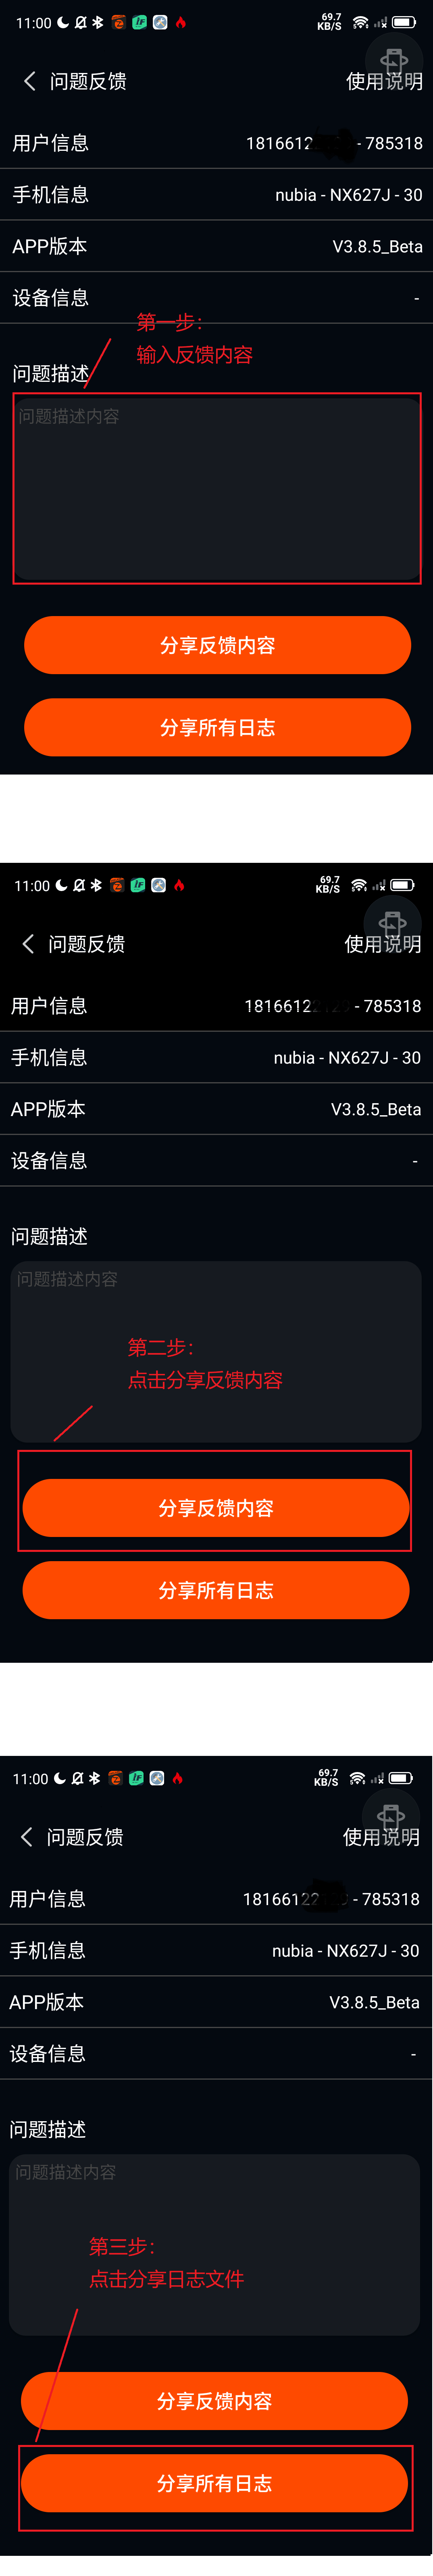 11:00
69.7
KB/S
问题反馈
使用说明
用户信息
1816612 - 785318
手机信息
nubia - NX627J - 30
APP版本
V3.8.5_Beta
设备信息
-
第一步：
输入反馈内容
问题描述
问题描述内容
分享反馈内容
分享所有日志
11:00
69.7
KB/S
问题反馈
使用说明
用户信息
1816612 - 785318
手机信息
nubia - NX627J - 30
APP版本
V3.8.5_Beta
设备信息
-
问题描述
问题描述内容
第二步：
点击分享反馈内容
分享反馈内容
分享所有日志
11:00
69.7
KB/S
问题反馈
使用说明
用户信息
1816612 - 785318
手机信息
nubia - NX627J - 30
APP版本
V3.8.5_Beta
设备信息
-
问题描述
问题描述内容
第三步：
点击分享日志文件
分享反馈内容
分享所有日志